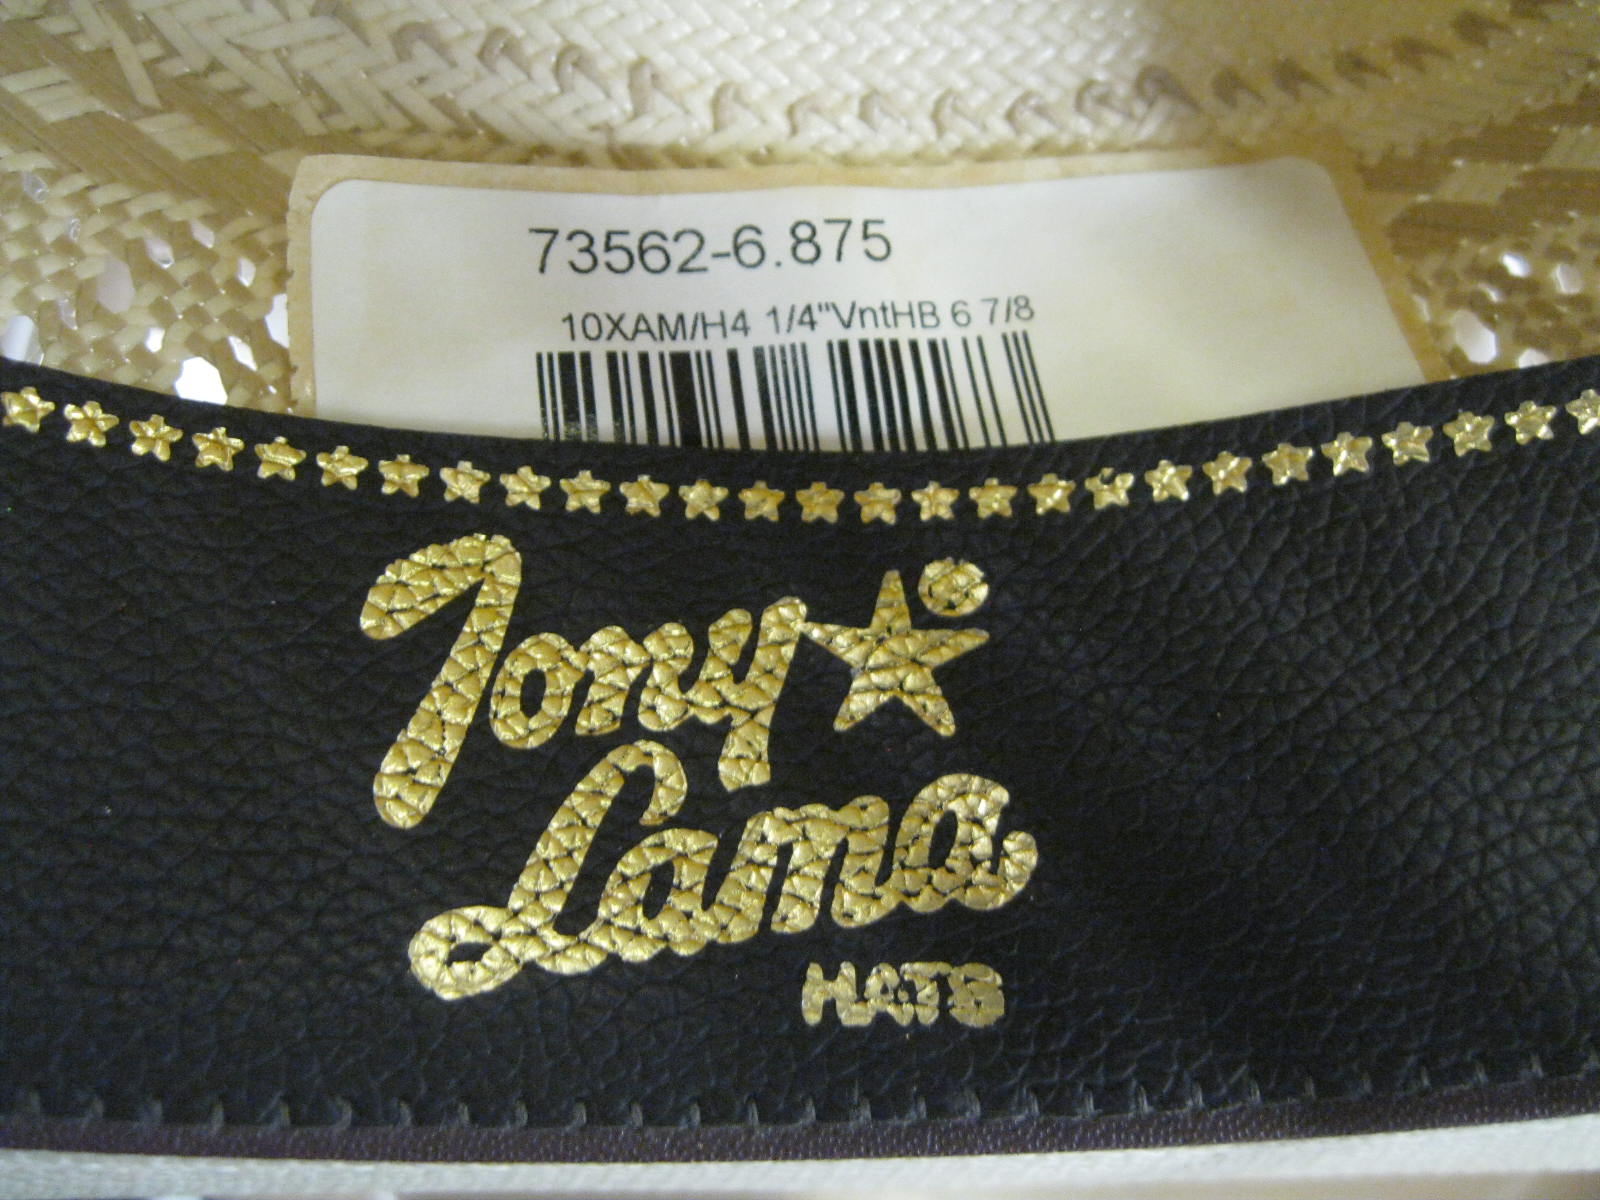 73562-6.875
10XAM/H4 1/4"VntHB 6 7/8
Tony
Lama
HATS